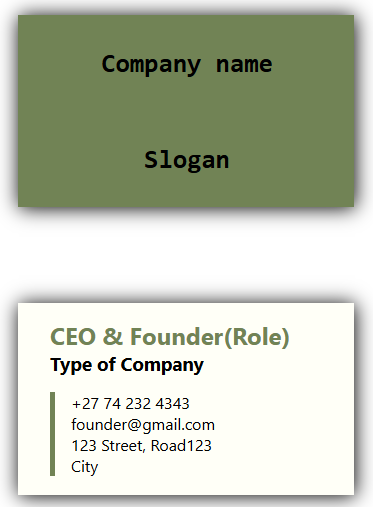 Company name
Slogan
CEO & Founder(Role)
Type of Company
+27 74 232 4343
founder@gmail.com
123 Street, Road123
City